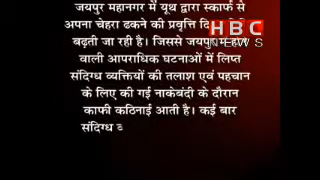 जयपुर महानगर में यूथ द्वारा स्कार्फ से
HBC
NEWS
अपना चेहरा ढकने की प्रवृत्ति
बढ़ती जा रही है। जिससे जयपुर
वाली आपराधिक घटनाओं में लिप्त
संदिग्ध व्यक्तियों की तलाश एवं पहचान
के लिए की गई नाकेबंदी के दौरान
काफी कठिनाई आती है। कई बार
संदिग्ध व